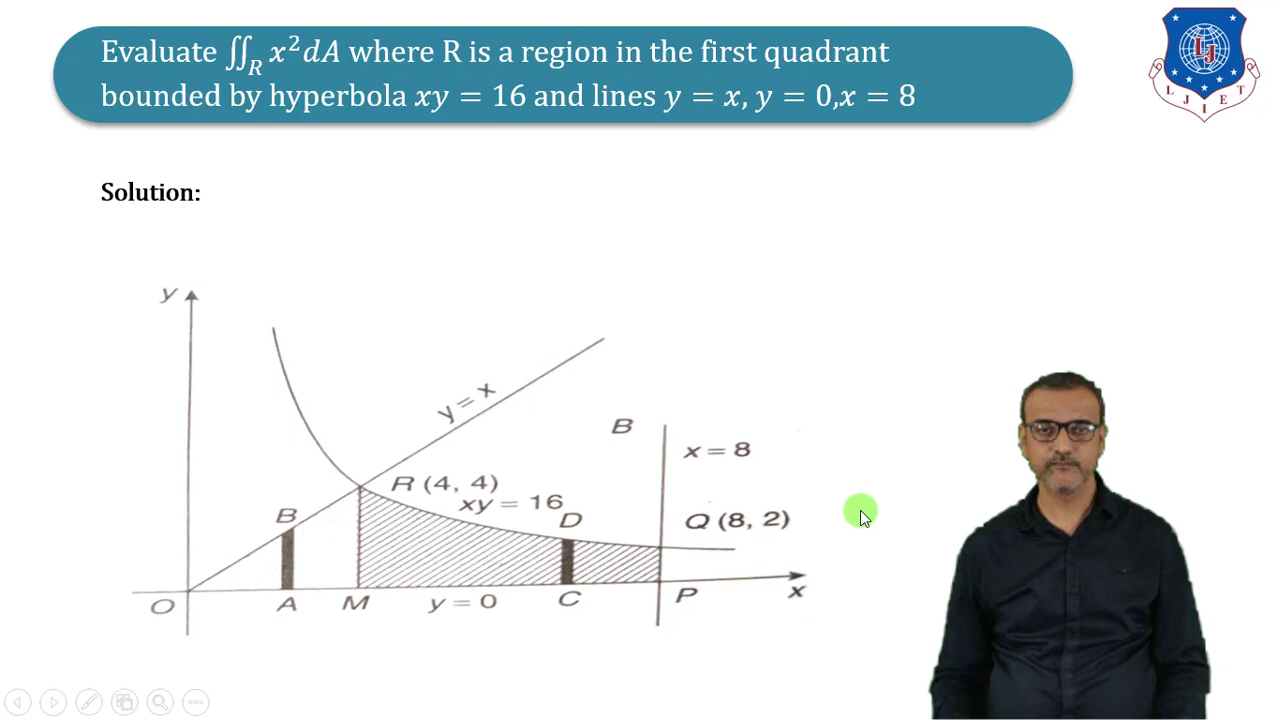 Evaluate ∬_R x²dA where R is a region in the first quadrant
bounded by hyperbola xy = 16 and lines y = x, y = 0,x = 8
LJIET
Solution:
y
y = x
B
x = 8
R (4, 4)
xy = 16
B
D
Q (8, 2)
O
A
M
y = 0
C
P
x